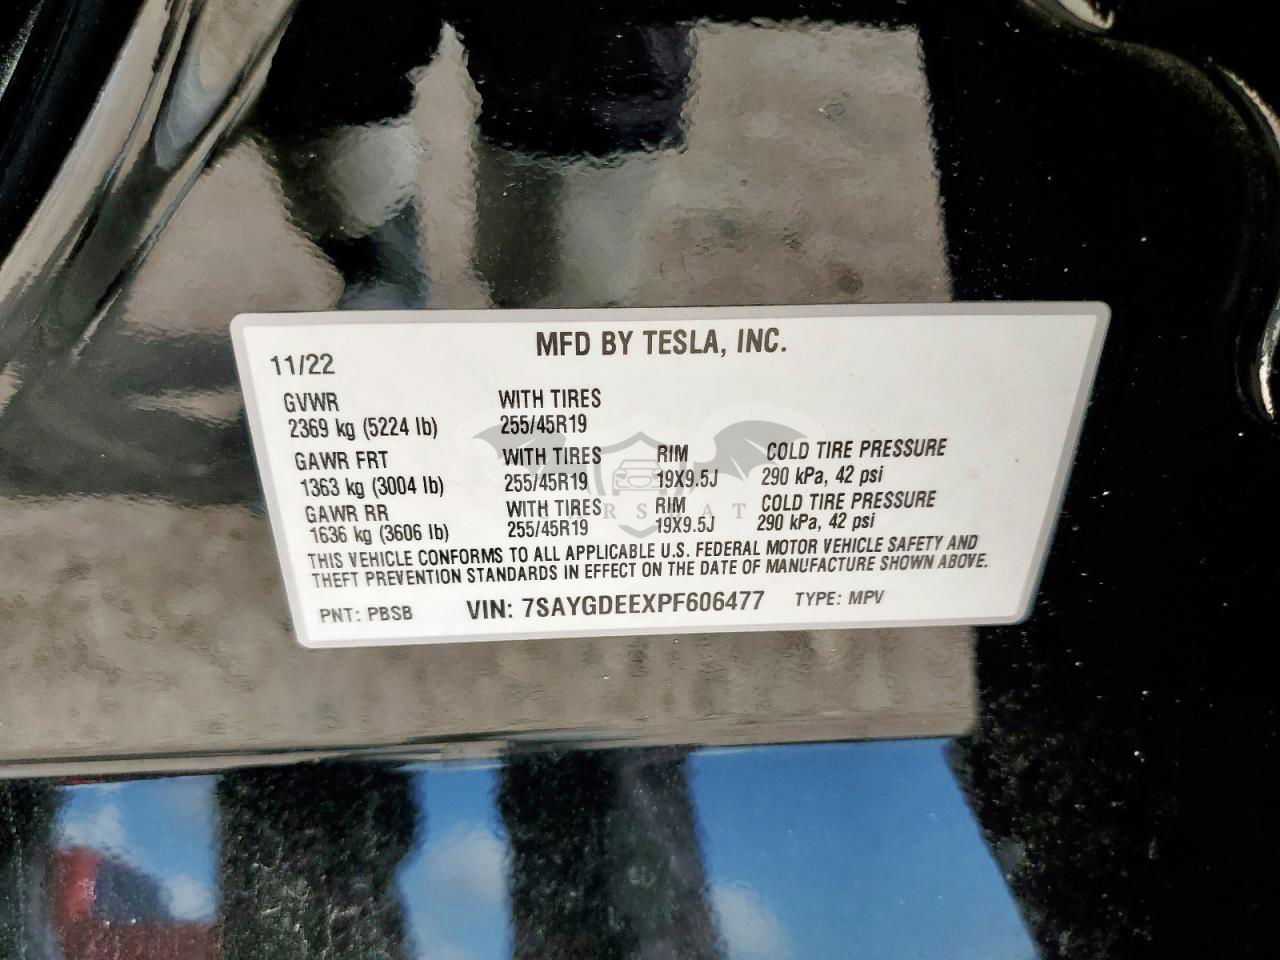 MFD BY TESLA, INC.
11/22
GVWR WITH TIRES
2369 kg (5224 lb) 255/45R19
GAWR FRT WITH TIRES RIM COLD TIRE PRESSURE
1363 kg (3004 lb) 255/45R19 19X9.5J 290 kPa, 42 psi
GAWR RR WITH TIRES RIM COLD TIRE PRESSURE
1636 kg (3606 lb) 255/45R19 19X9.5J 290 kPa, 42 psi
THIS VEHICLE CONFORMS TO ALL APPLICABLE U.S. FEDERAL MOTOR VEHICLE SAFETY AND
THEFT PREVENTION STANDARDS IN EFFECT ON THE DATE OF MANUFACTURE SHOWN ABOVE.
PNT: PBSB VIN: 7SAYGDEEXPF606477 TYPE: MPV